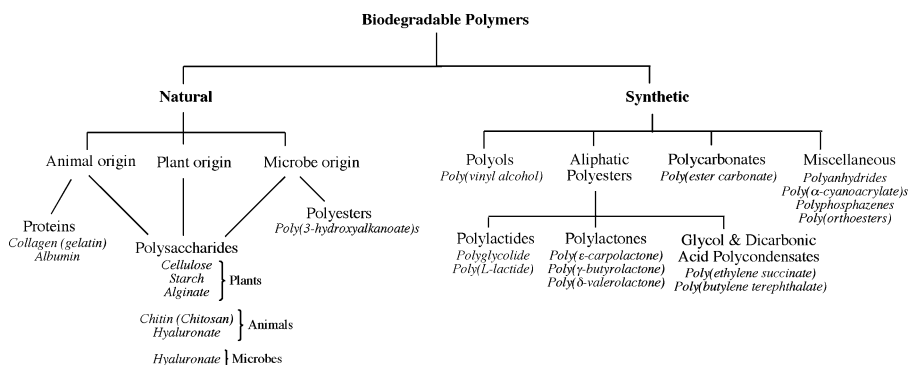 Biodegradable Polymers
Natural
Synthetic
Animal origin
Plant origin
Microbe origin
Proteins
Collagen (gelatin)
Albumin
Polysaccharides
Cellulose
Starch
Alginate
Plants
Chitin (Chitosan)
Hyaluronate
Animals
Hyaluronate
Microbes
Polyesters
Poly(3-hydroxyalkanoate)s
Polyols
Poly(vinyl alcohol)
Aliphatic
Polyesters
Polycarbonates
Poly(ester carbonate)
Miscellaneous
Polyanhydrides
Poly(α-cyanoacrylate)s
Polyphosphazenes
Poly(orthoesters)
Polylactides
Polyglycolide
Poly(L-lactide)
Polylactones
Poly(ε-carpolactone)
Poly(γ-butyrolactone)
Poly(δ-valerolactone)
Glycol & Dicarbonic
Acid Polycondensates
Poly(ethylene succinate)
Poly(butylene terephthalate)